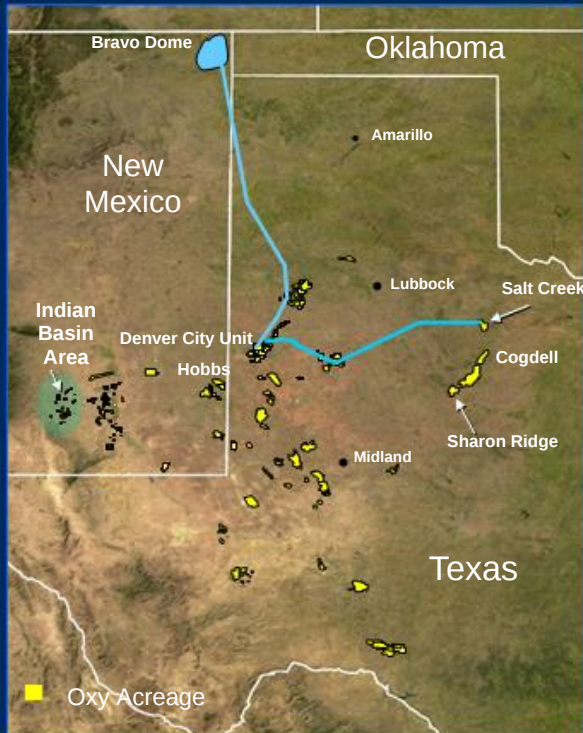 Bravo Dome
Oklahoma
Amarillo
New
Mexico
Lubbock
Salt Creek
Indian
Basin
Area
Denver City Unit
Hobbs
Cogdell
Sharon Ridge
Midland
Texas
Oxy Acreage